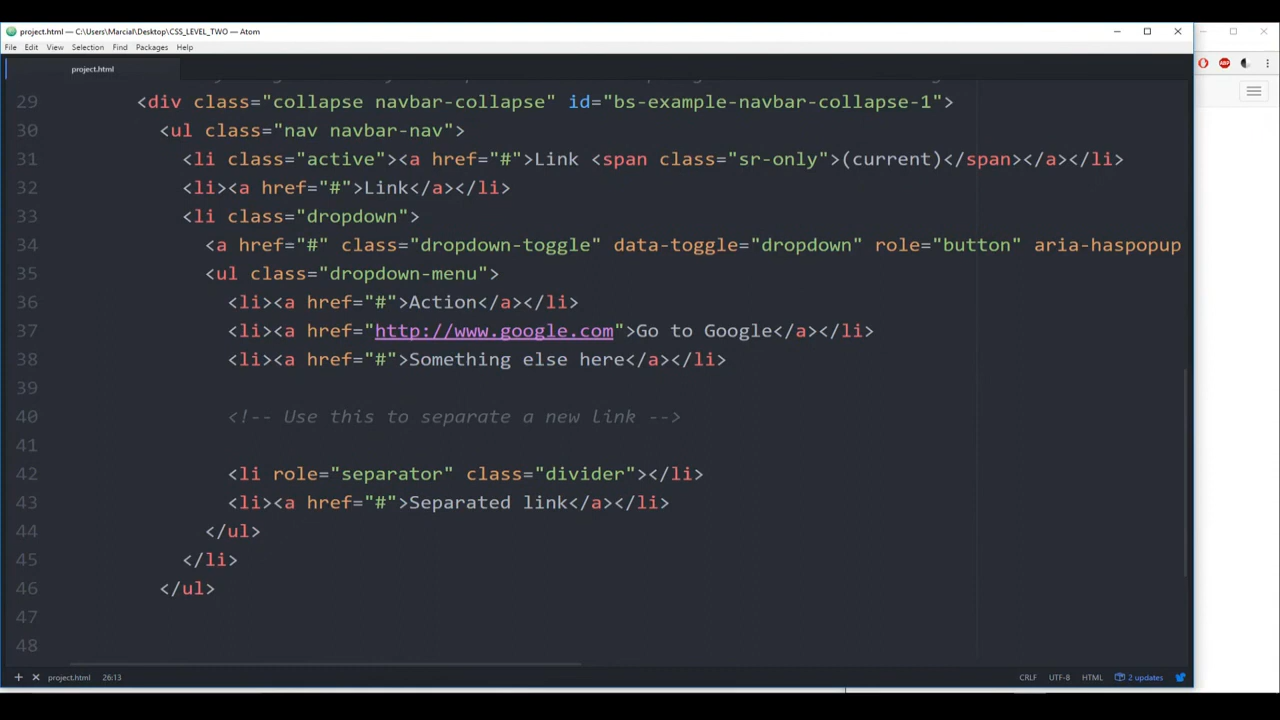 project.html — C:\Users\Marcial\Desktop\CSS_LEVEL_TWO — Atom
File Edit View Selection Find Packages Help
project.html
29 <div class="collapse navbar-collapse" id="bs-example-navbar-collapse-1">
30 <ul class="nav navbar-nav">
31 <li class="active"><a href="#">Link <span class="sr-only">(current)</span></a></li>
32 <li><a href="#">Link</a></li>
33 <li class="dropdown">
34 <a href="#" class="dropdown-toggle" data-toggle="dropdown" role="button" aria-haspopup
35 <ul class="dropdown-menu">
36 <li><a href="#">Action</a></li>
37 <li><a href="http://www.google.com">Go to Google</a></li>
38 <li><a href="#">Something else here</a></li>
39
40 <!-- Use this to separate a new link -->
41
42 <li role="separator" class="divider"></li>
43 <li><a href="#">Separated link</a></li>
44 </ul>
45 </li>
46 </ul>
47
48
project.html 26:13 CRLF UTF-8 HTML 2 updates
ABP